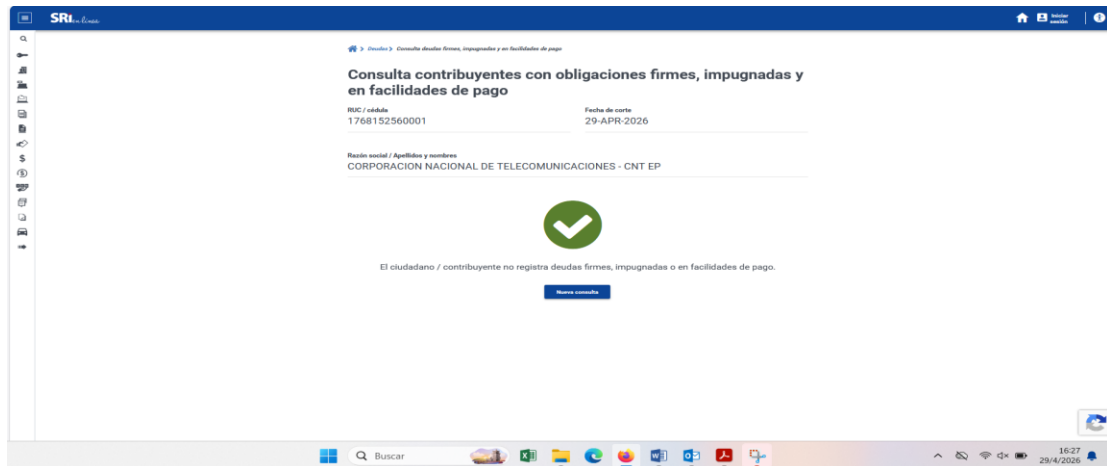 SRi en línea
Iniciar sesión
Deudas > Consulta deudas firmes, impugnadas y en facilidades de pago
Consulta contribuyentes con obligaciones firmes, impugnadas y
en facilidades de pago
RUC / cédula
Fecha de corte
1768152560001
29-APR-2026
Razón social / Apellidos y nombres
CORPORACION NACIONAL DE TELECOMUNICACIONES - CNT EP
El ciudadano / contribuyente no registra deudas firmes, impugnadas o en facilidades de pago.
Nueva consulta
Buscar
16:27
29/4/2026